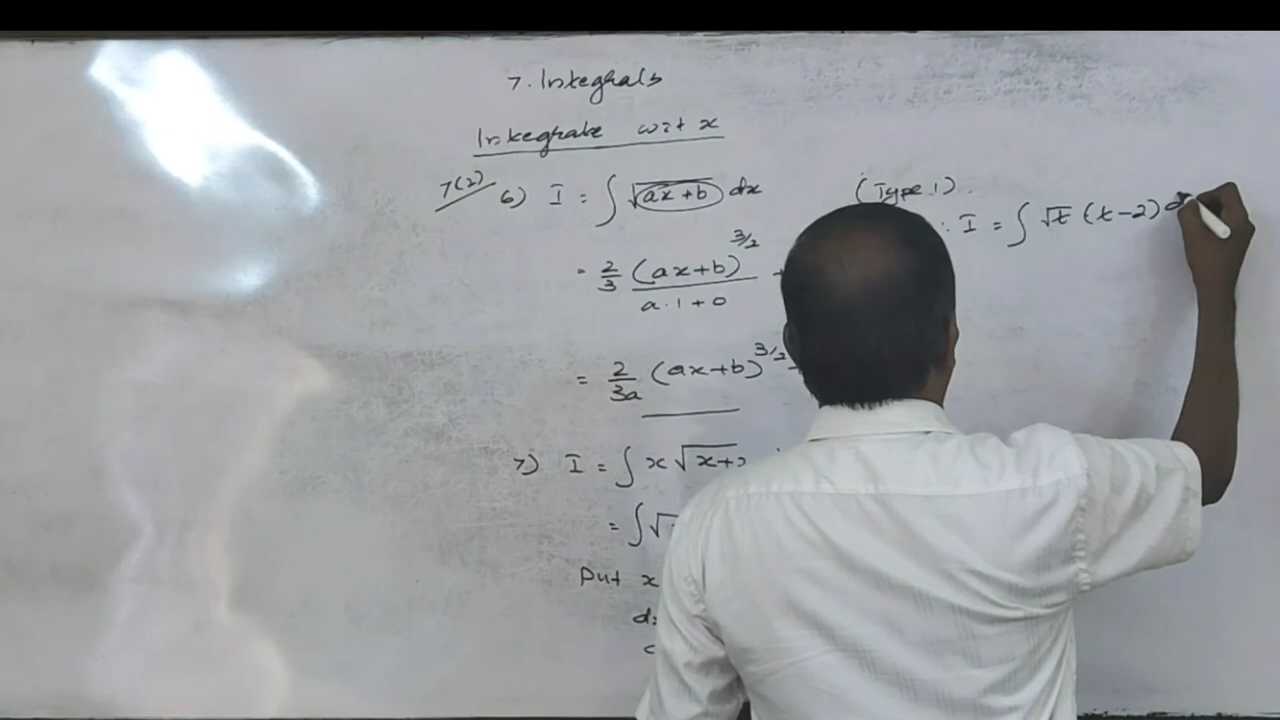 7. Integrals
Integrate w.r.t x
7(2) 6) I = ∫ √(ax+b) dx (Type 1).
= 2/3 (ax+b)^3/2 / a.1+0 +
= 2/3a (ax+b)^3/2
7) I = ∫ x √x+2
= ∫ √
Put x
: I = ∫ √t (t-2) d